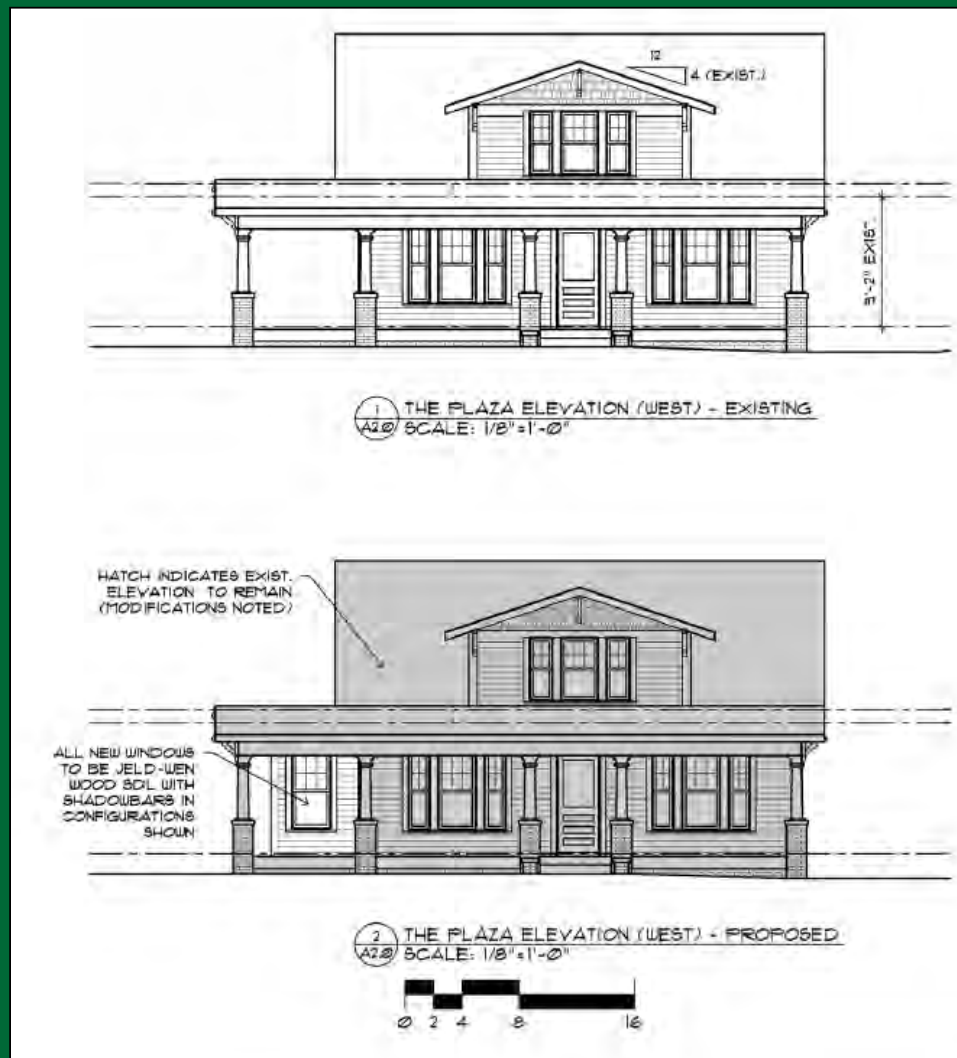 12
4 (EXIST.)
9'-2" EXIST.
1
A2.0
THE PLAZA ELEVATION (WEST) - EXISTING
SCALE: 1/8"=1'-0"
HATCH INDICATES EXIST.
ELEVATION TO REMAIN
(MODIFICATIONS NOTED)
ALL NEW WINDOWS
TO BE JELD-WEN
WOOD SDL WITH
SHADOWBARS IN
CONFIGURATIONS
SHOWN
2
A2.0
THE PLAZA ELEVATION (WEST) - PROPOSED
SCALE: 1/8"=1'-0"
0 2 4 8 16